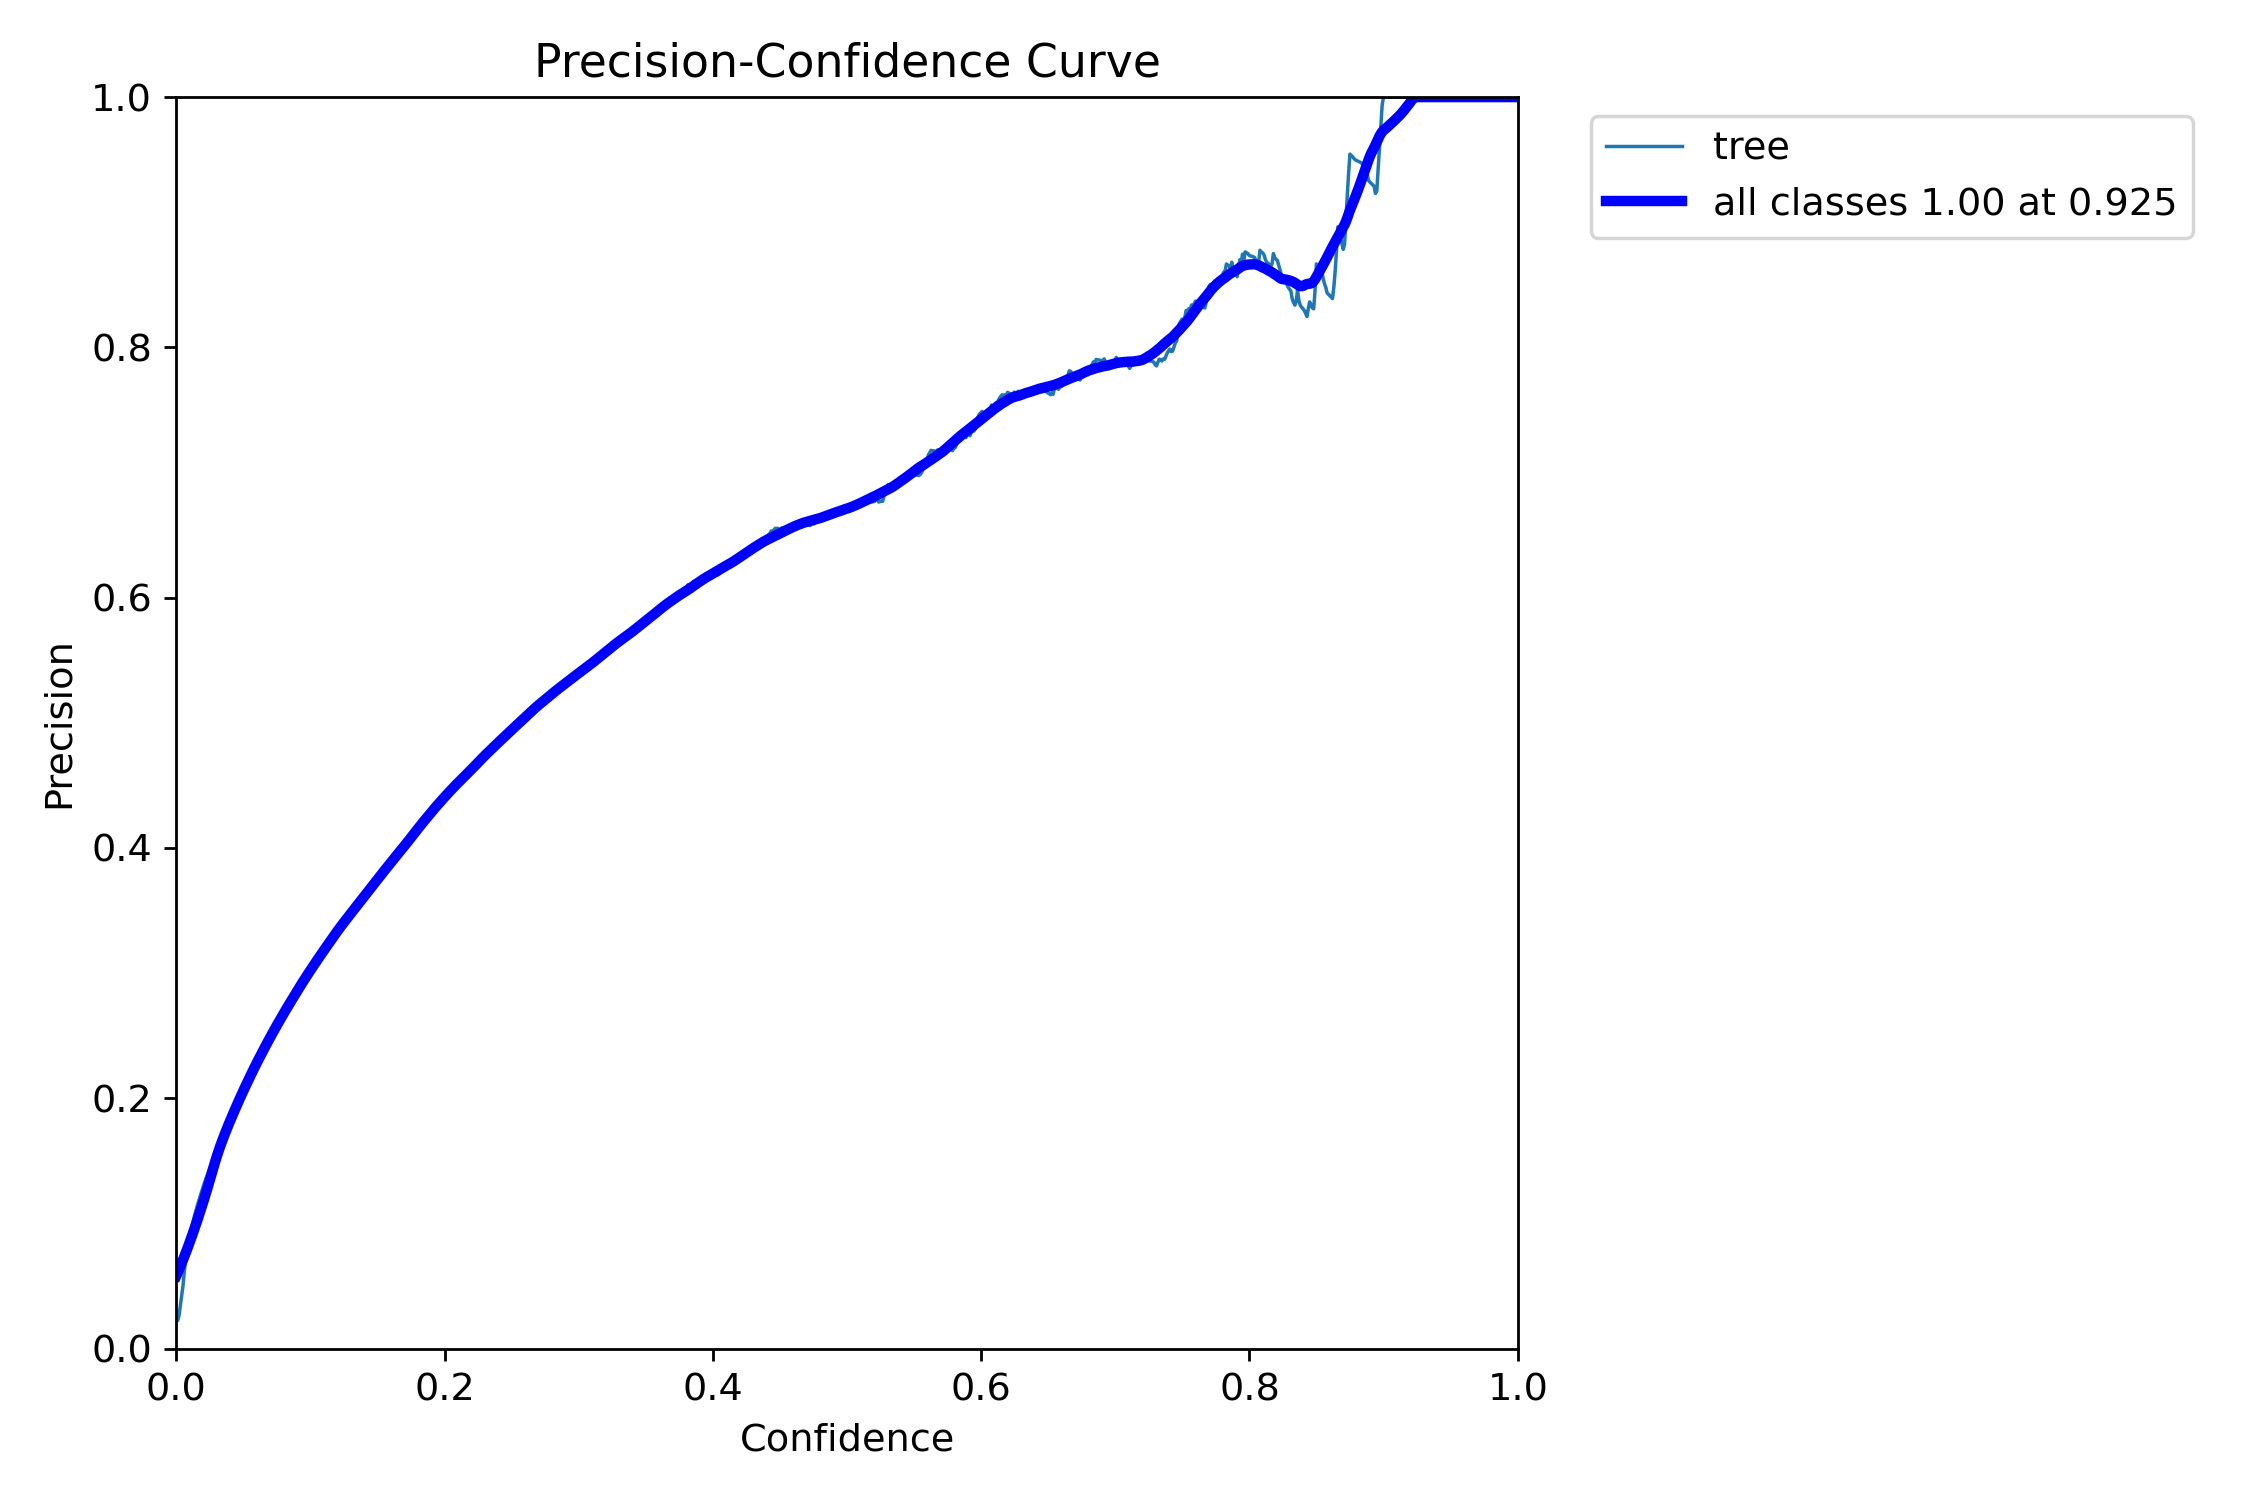 Precision-Confidence Curve
tree
all classes 1.00 at 0.925
Precision
1.0
0.8
0.6
0.4
0.2
0.0
0.0 0.2 0.4 0.6 0.8 1.0
Confidence